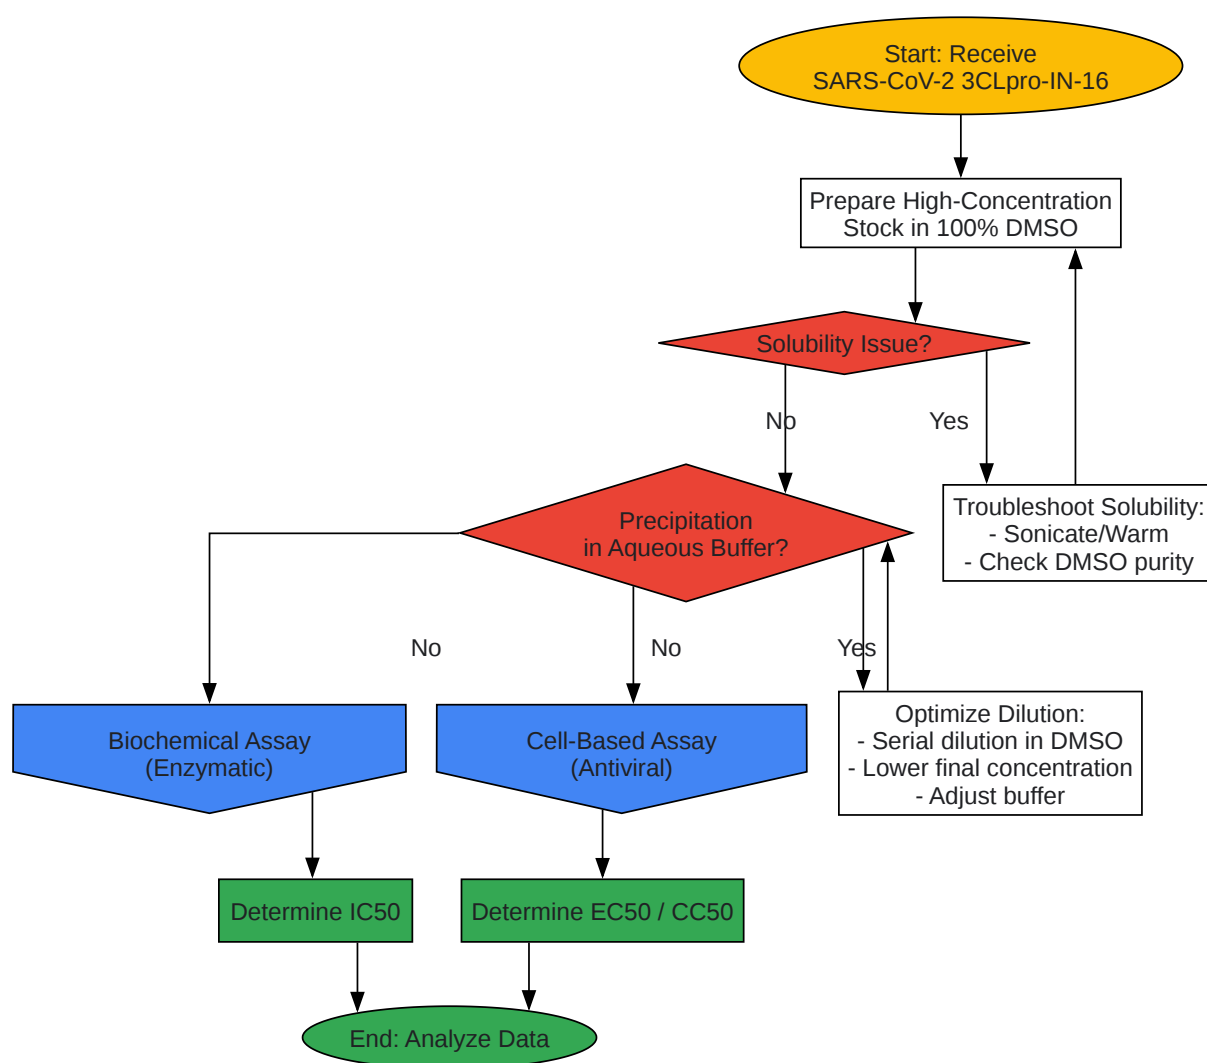 Start: Receive
SARS-CoV-2 3CLpro-IN-16
Prepare High-Concentration
Stock in 100% DMSO
Solubility Issue?
No
Yes
Troubleshoot Solubility:
- Sonicate/Warm
- Check DMSO purity
Precipitation
in Aqueous Buffer?
No
No
Yes
Biochemical Assay
(Enzymatic)
Cell-Based Assay
(Antiviral)
Optimize Dilution:
- Serial dilution in DMSO
- Lower final concentration
- Adjust buffer
Determine IC50
Determine EC50 / CC50
End: Analyze Data